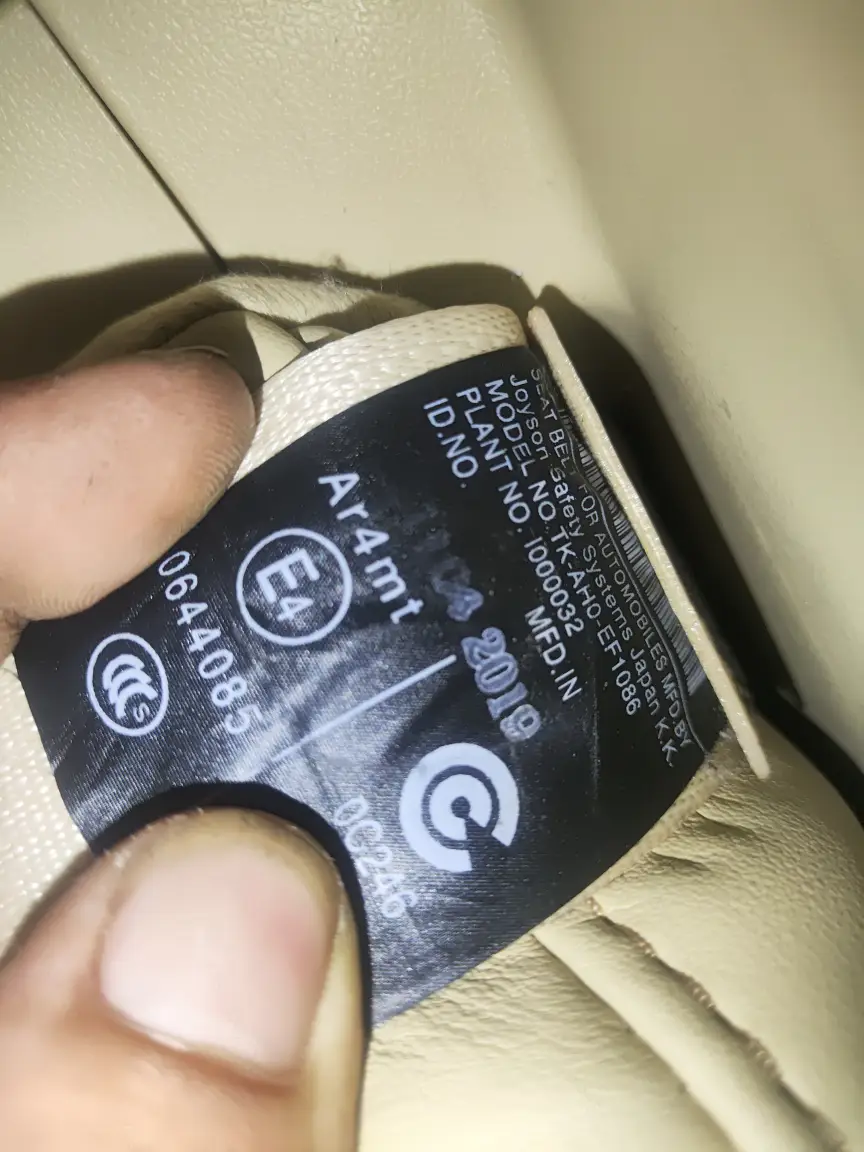 SEAT BELT FOR AUTOMOBILES MFD.BY
Joyson Safety Systems Japan K.K.
MODEL NO.TK-AH0-EF1086
PLANT NO. I000032 MFD.IN
ID.NO.
2019
Ar4mt
E4
0644085
S
0C246